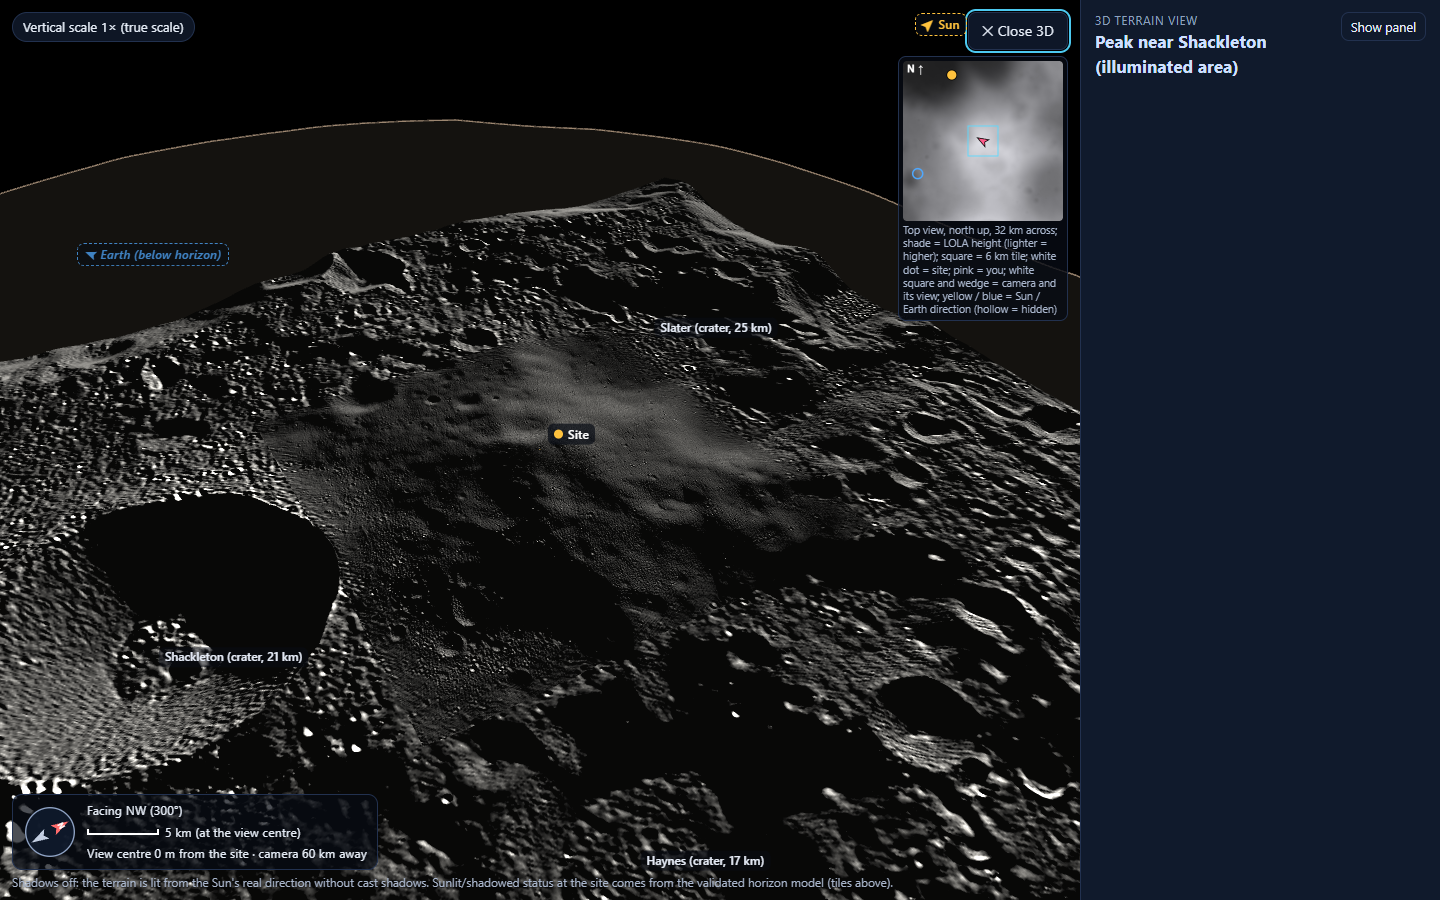 Vertical scale 1× (true scale)
Sun
Close 3D
N ↑
Top view, north up, 32 km across;
shade = LOLA height (lighter =
higher); square = 6 km tile; white
dot = site; pink = you; white
square and wedge = camera and
its view; yellow / blue = Sun /
Earth direction (hollow = hidden)
3D TERRAIN VIEW
Show panel
Peak near Shackleton
(illuminated area)
Earth (below horizon)
Slater (crater, 25 km)
Site
Shackleton (crater, 21 km)
Facing NW (300°)
5 km (at the view centre)
View centre 0 m from the site · camera 60 km away
Haynes (crater, 17 km)
Shadows off: the terrain is lit from the Sun's real direction without cast shadows. Sunlit/shadowed status at the site comes from the validated horizon model (tiles above).